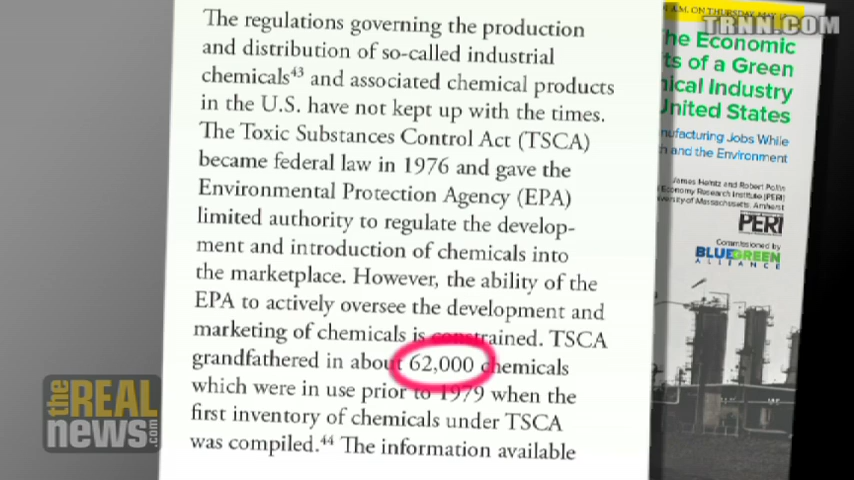 The regulations governing the production
and distribution of so-called industrial
chemicals⁴³ and associated chemical products
in the U.S. have not kept up with the times.
The Toxic Substances Control Act (TSCA)
became federal law in 1976 and gave the
Environmental Protection Agency (EPA)
limited authority to regulate the develop-
ment and introduction of chemicals into
the marketplace. However, the ability of the
EPA to actively oversee the development and
marketing of chemicals is constrained. TSCA
grandfathered in about 62,000 chemicals
which were in use prior to 1979 when the
first inventory of chemicals under TSCA
was compiled.⁴⁴ The information available
A.M. ON THURSDAY, MAY
TRNN.COM
he Economic
ts of a Green
ical Industry
United States
nufacturing Jobs While
h and the Environment
James Heintz and Robert Pollin
Economy Research Institute (PERI)
versity of Massachusetts, Amherst
PERI
Commissioned by
BLUEGREEN
ALLIANCE
the REAL
news.com